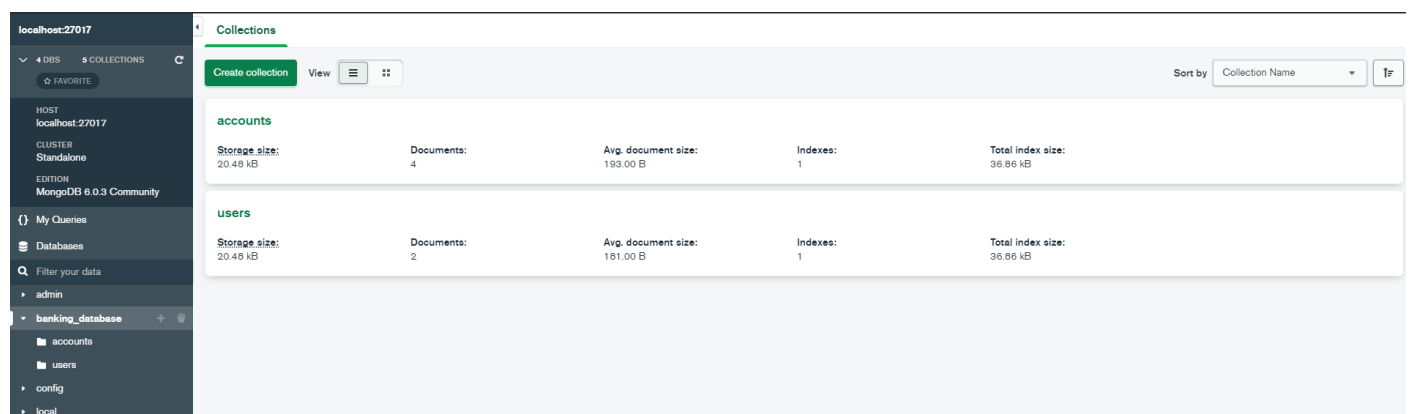 localhost:27017
4 DBS 5 COLLECTIONS
FAVORITE
HOST
localhost:27017
CLUSTER
Standalone
EDITION
MongoDB 6.0.3 Community
{} My Queries
Databases
Filter your data
admin
banking_database
accounts
users
config
local
Collections
Create collection View Sort by Collection Name
accounts
Storage size: Documents: Avg. document size: Indexes: Total index size:
20.48 kB 4 193.00 B 1 36.86 kB
users
Storage size: Documents: Avg. document size: Indexes: Total index size:
20.48 kB 2 181.00 B 1 36.86 kB